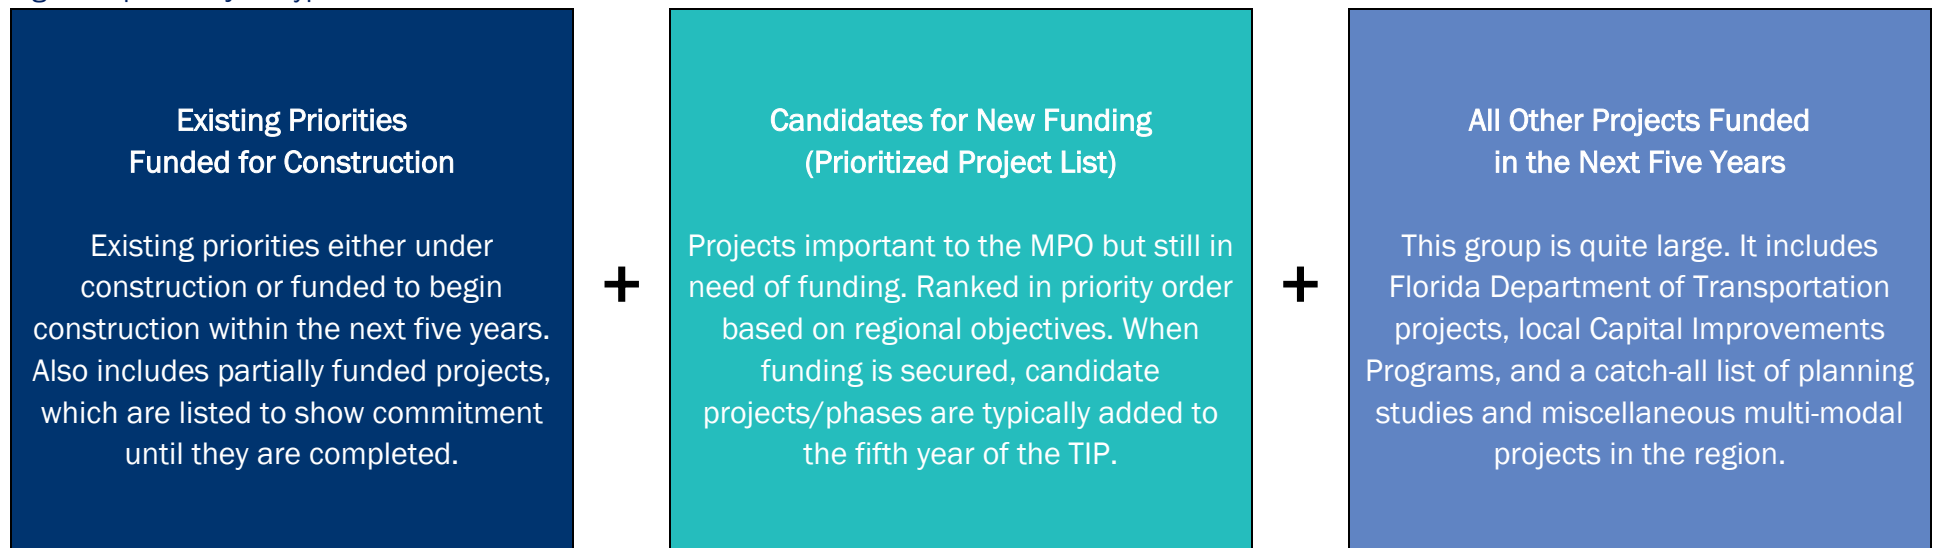 Existing Priorities
Funded for Construction
Existing priorities either under
construction or funded to begin
construction within the next five years.
Also includes partially funded projects,
which are listed to show commitment
until they are completed.
+
Candidates for New Funding
(Prioritized Project List)
Projects important to the MPO but still in
need of funding. Ranked in priority order
based on regional objectives. When
funding is secured, candidate
projects/phases are typically added to
the fifth year of the TIP.
+
All Other Projects Funded
in the Next Five Years
This group is quite large. It includes
Florida Department of Transportation
projects, local Capital Improvements
Programs, and a catch-all list of planning
studies and miscellaneous multi-modal
projects in the region.